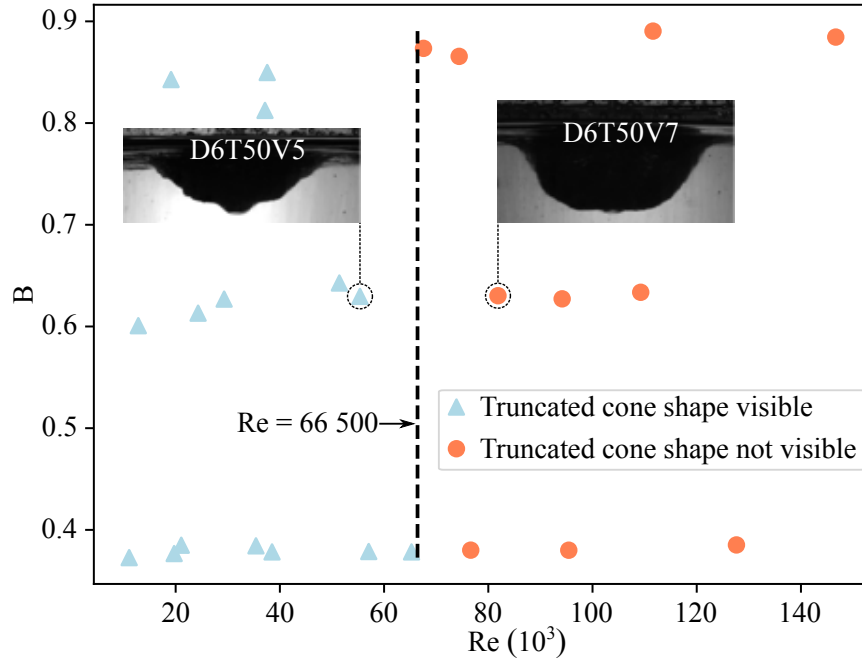 0.9
0.8
0.7
0.6
0.5
0.4
B
D6T50V5
D6T50V7
Re = 66 500
Truncated cone shape visible
Truncated cone shape not visible
20 40 60 80 100 120 140
Re (10³)